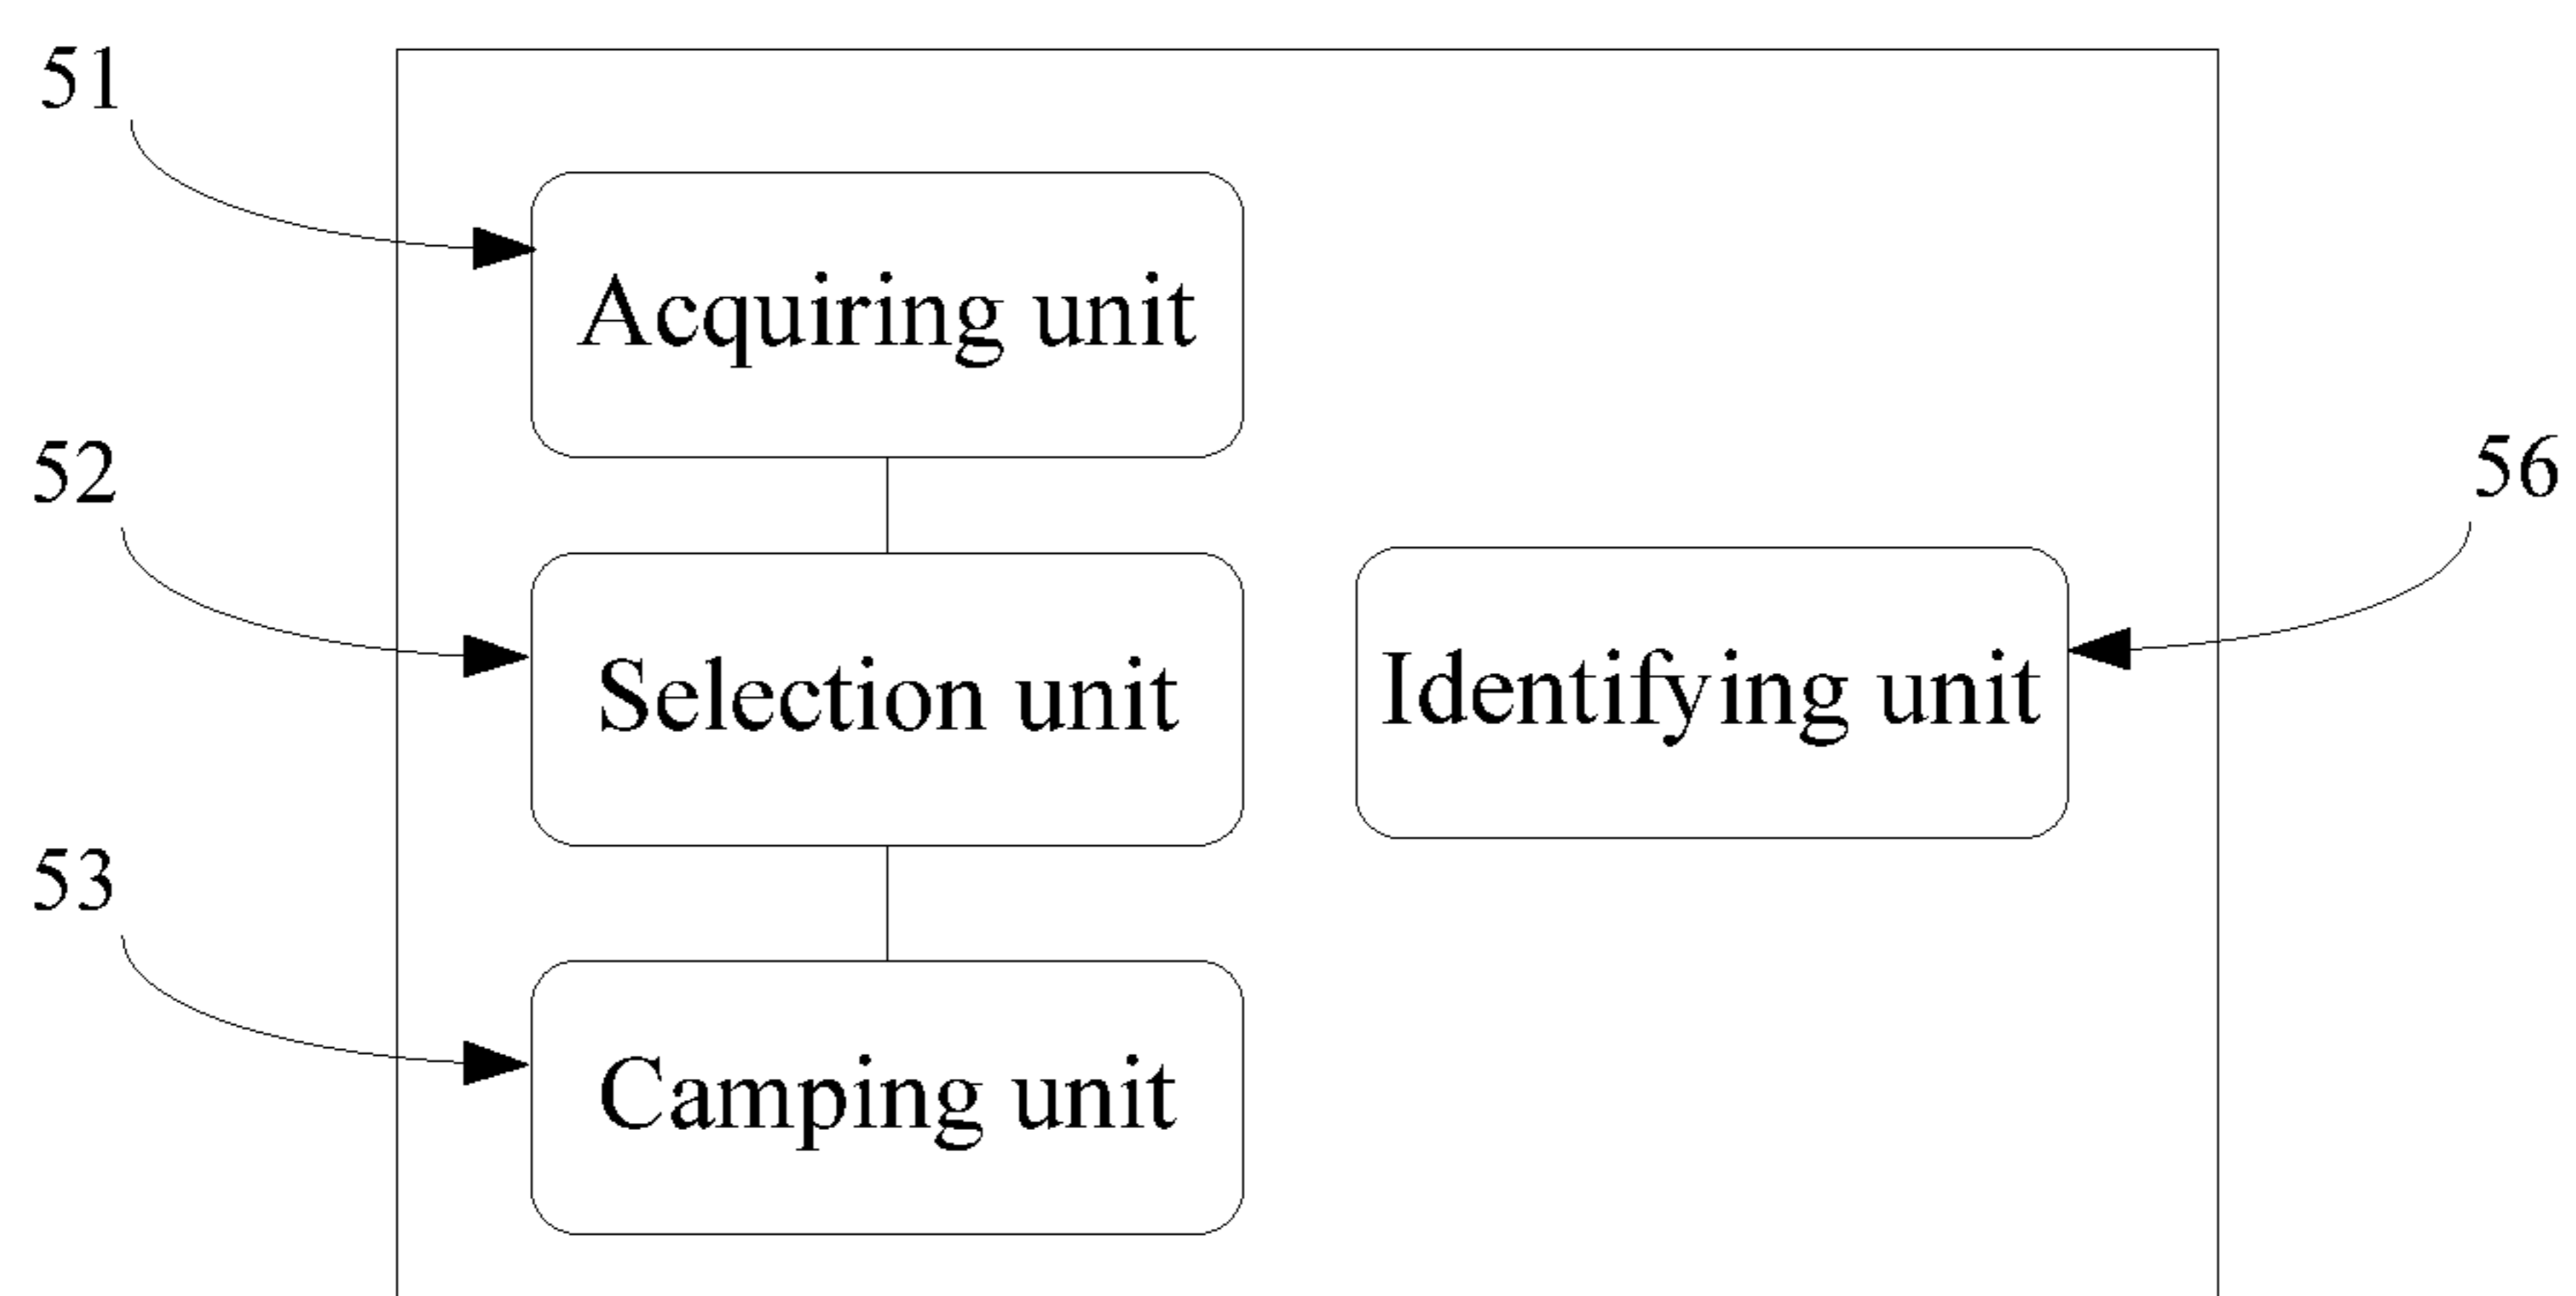 51
Acquiring unit
52
56
Selection unit
Identifying unit
53
Camping unit